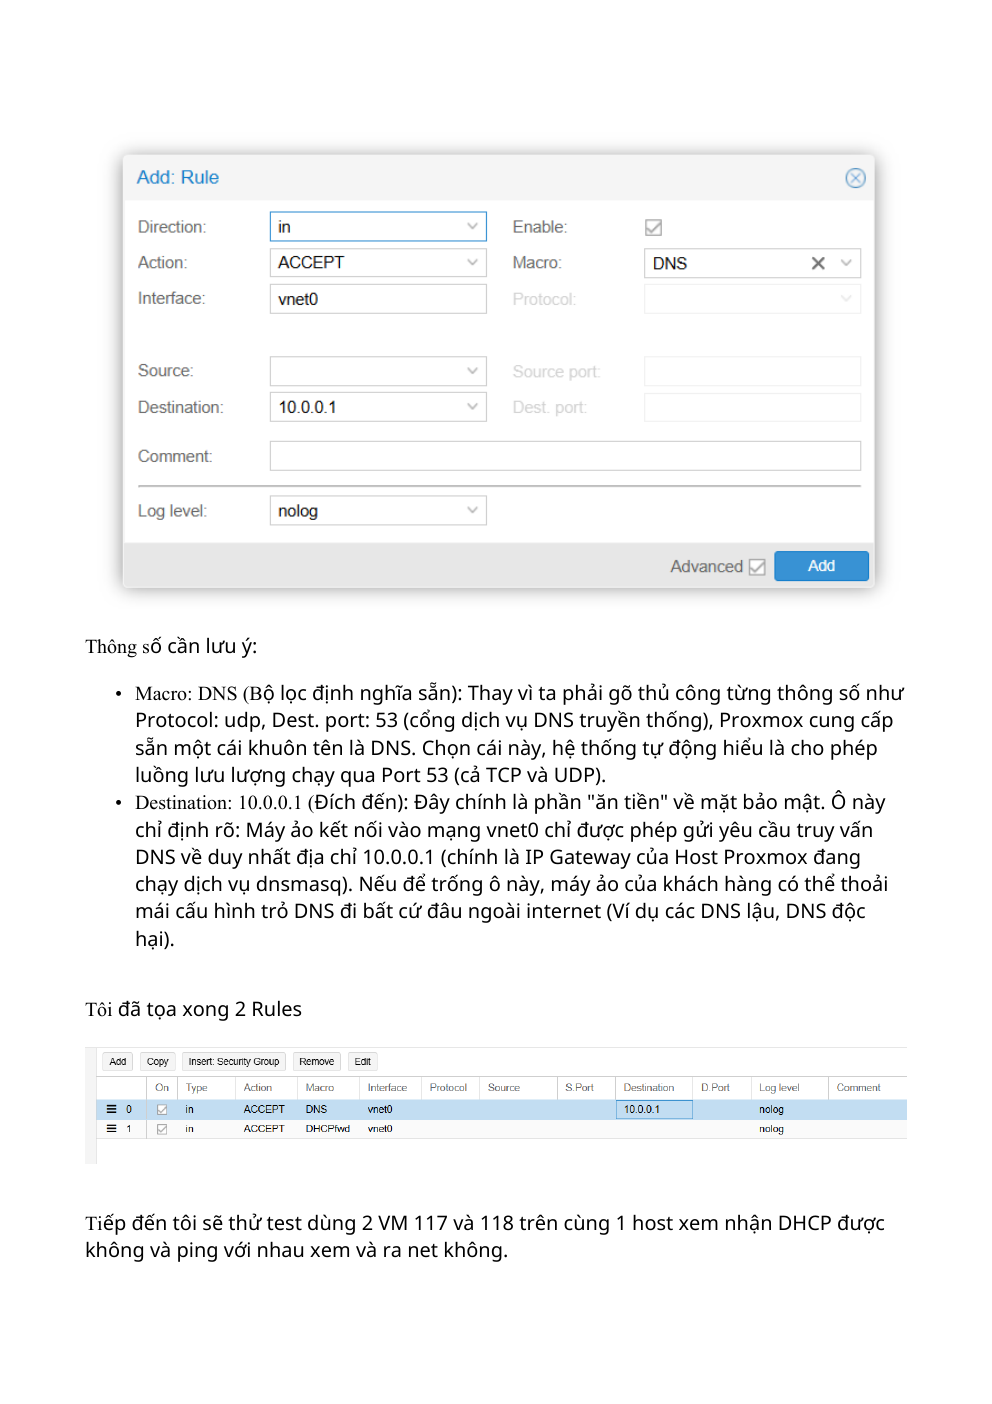 Add: Rule
Direction: in Enable:
Action: ACCEPT Macro: DNS
Interface: vnet0 Protocol:
Source: Source port:
Destination: 10.0.0.1 Dest. port:
Comment:
Log level: nolog
Advanced Add
Thông số cần lưu ý:
• Macro: DNS (Bộ lọc định nghĩa sẵn): Thay vì ta phải gõ thủ công từng thông số như
Protocol: udp, Dest. port: 53 (cổng dịch vụ DNS truyền thống), Proxmox cung cấp
sẵn một cái khuôn tên là DNS. Chọn cái này, hệ thống tự động hiểu là cho phép
luồng lưu lượng chạy qua Port 53 (cả TCP và UDP).
• Destination: 10.0.0.1 (Đích đến): Đây chính là phần "ăn tiền" về mặt bảo mật. Ô này
chỉ định rõ: Máy ảo kết nối vào mạng vnet0 chỉ được phép gửi yêu cầu truy vấn
DNS về duy nhất địa chỉ 10.0.0.1 (chính là IP Gateway của Host Proxmox đang
chạy dịch vụ dnsmasq). Nếu để trống ô này, máy ảo của khách hàng có thể thoải
mái cấu hình trỏ DNS đi bất cứ đâu ngoài internet (Ví dụ các DNS lậu, DNS độc
hại).
Tôi đã tọa xong 2 Rules
Add Copy Insert: Security Group Remove Edit
On Type Action Macro Interface Protocol Source S.Port Destination D.Port Log level Comment
0 in ACCEPT DNS vnet0 10.0.0.1 nolog
1 in ACCEPT DHCPfwd vnet0 nolog
Tiếp đến tôi sẽ thử test dùng 2 VM 117 và 118 trên cùng 1 host xem nhận DHCP được
không và ping với nhau xem và ra net không.